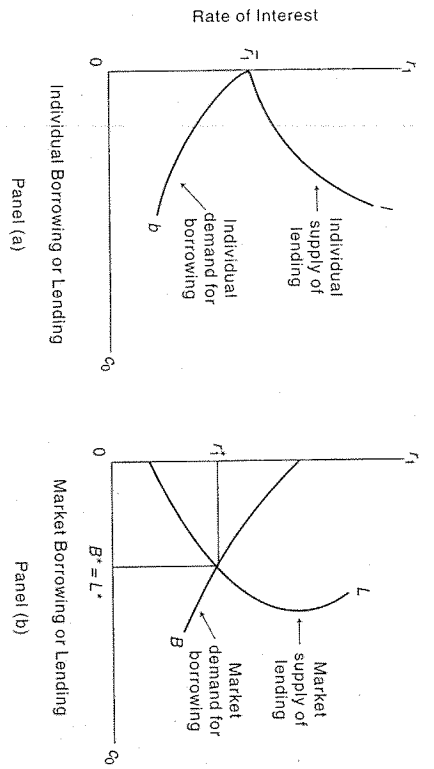 Rate of Interest
r₁
r̄₁
0
l
Individual
supply of
lending
Individual
demand for
borrowing
b
c₀
Individual Borrowing or Lending
Panel (a)
r₁
r₁*
0
L
Market
supply of
lending
Market
demand for
borrowing
B
B* = L*
c₀
Market Borrowing or Lending
Panel (b)